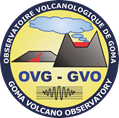 OBSERVATOIRE VOLCANOLOGIQUE DE GOMA
OVG - GVO
GOMA VOLCANO OBSERVATORY